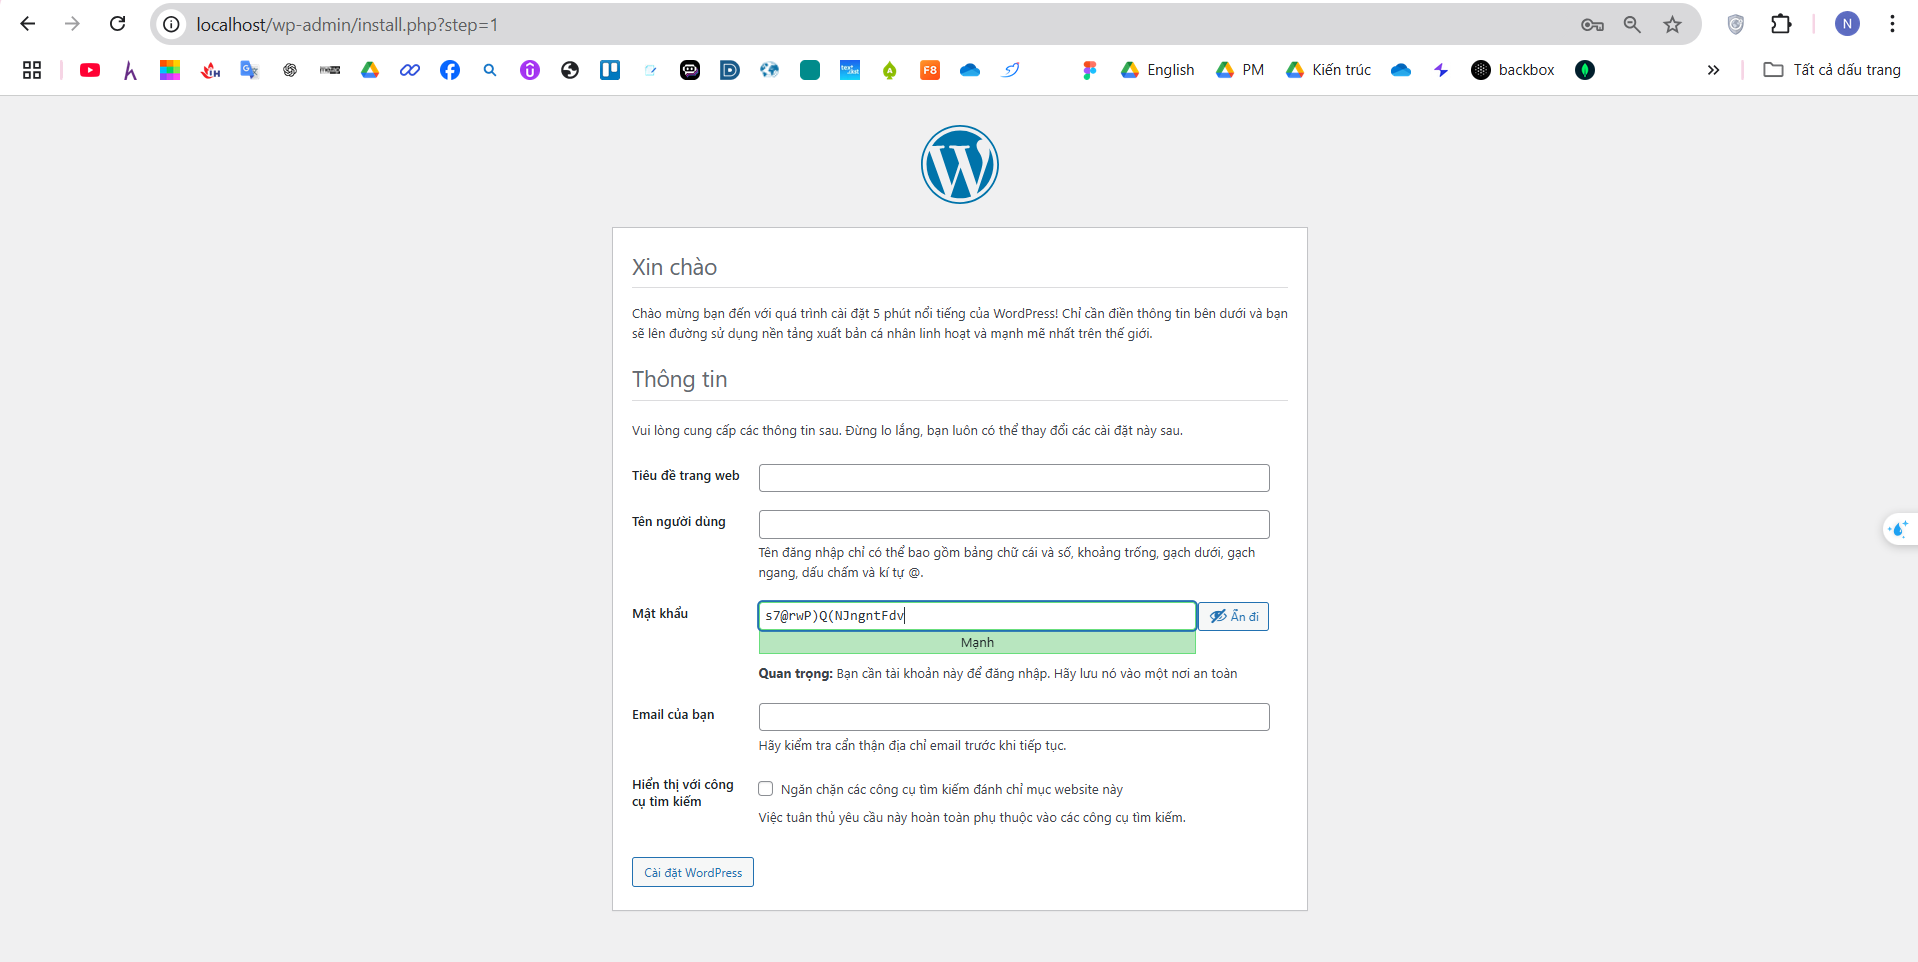 localhost/wp-admin/install.php?step=1
N
English
PM
Kiến trúc
backbox
Tất cả dấu trang
Xin chào
Chào mừng bạn đến với quá trình cài đặt 5 phút nổi tiếng của WordPress! Chỉ cần điền thông tin bên dưới và bạn
sẽ lên đường sử dụng nền tảng xuất bản cá nhân linh hoạt và mạnh mẽ nhất trên thế giới.
Thông tin
Vui lòng cung cấp các thông tin sau. Đừng lo lắng, bạn luôn có thể thay đổi các cài đặt này sau.
Tiêu đề trang web
Tên người dùng
Tên đăng nhập chỉ có thể bao gồm bảng chữ cái và số, khoảng trống, gạch dưới, gạch
ngang, dấu chấm và kí tự @.
Mật khẩu
s7@rwP)Q(NJngntFdv
Ẩn đi
Mạnh
Quan trọng: Bạn cần tài khoản này để đăng nhập. Hãy lưu nó vào một nơi an toàn
Email của bạn
Hãy kiểm tra cẩn thận địa chỉ email trước khi tiếp tục.
Hiển thị với công
cụ tìm kiếm
Ngăn chặn các công cụ tìm kiếm đánh chỉ mục website này
Việc tuân thủ yêu cầu này hoàn toàn phụ thuộc vào các công cụ tìm kiếm.
Cài đặt WordPress